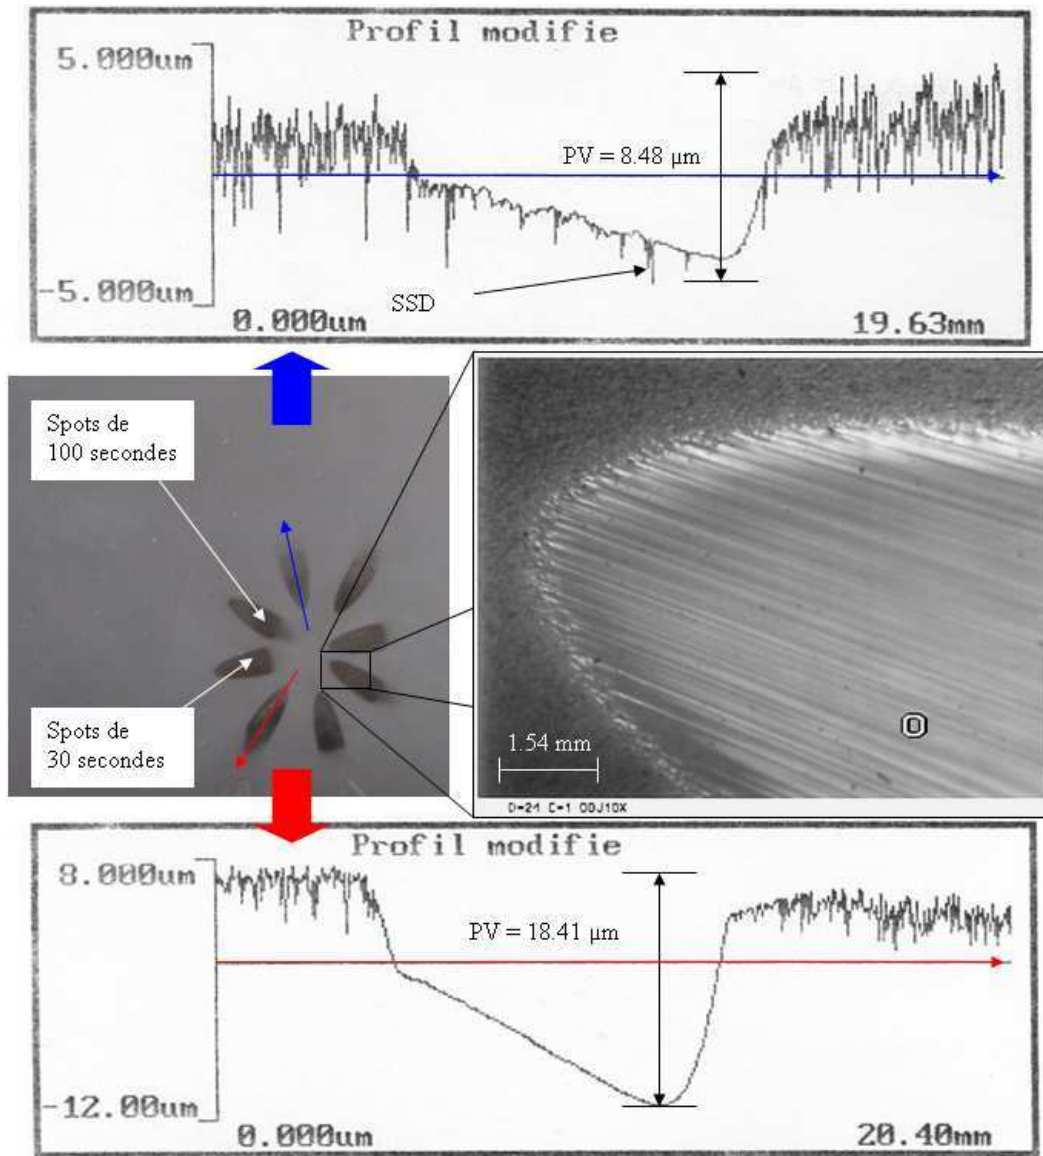 Profil modifie
5.000um
PV = 8.48 µm
-5.000um
SSD
0.000um
19.63mm
Spots de
100 secondes
Spots de
30 secondes
1.54 mm
D=24 C=1 OBJ10X
Profil modifie
8.000um
PV = 18.41 µm
-12.00um
0.000um
20.40mm